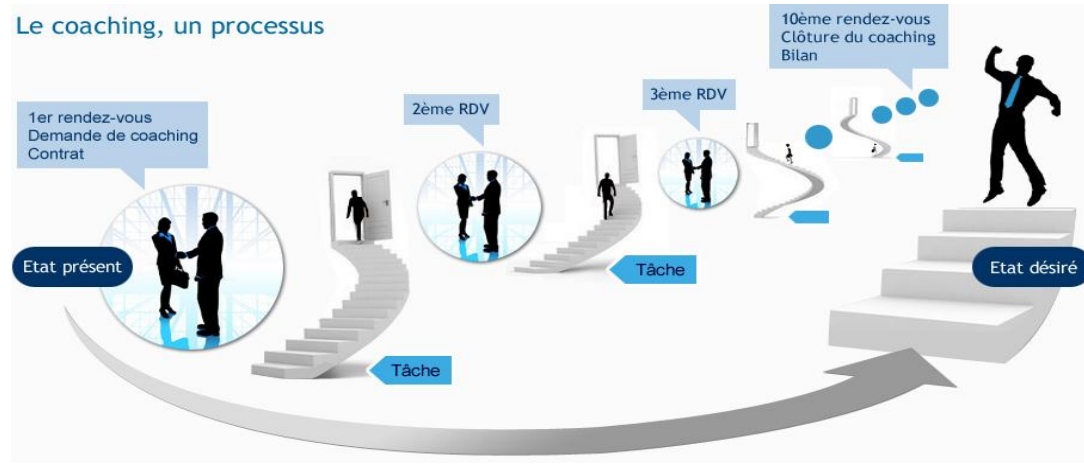 Le coaching, un processus
1er rendez-vous
Demande de coaching
Contrat
2ème RDV
3ème RDV
10ème rendez-vous
Clôture du coaching
Bilan
Etat présent
Tâche
Tâche
Etat désiré